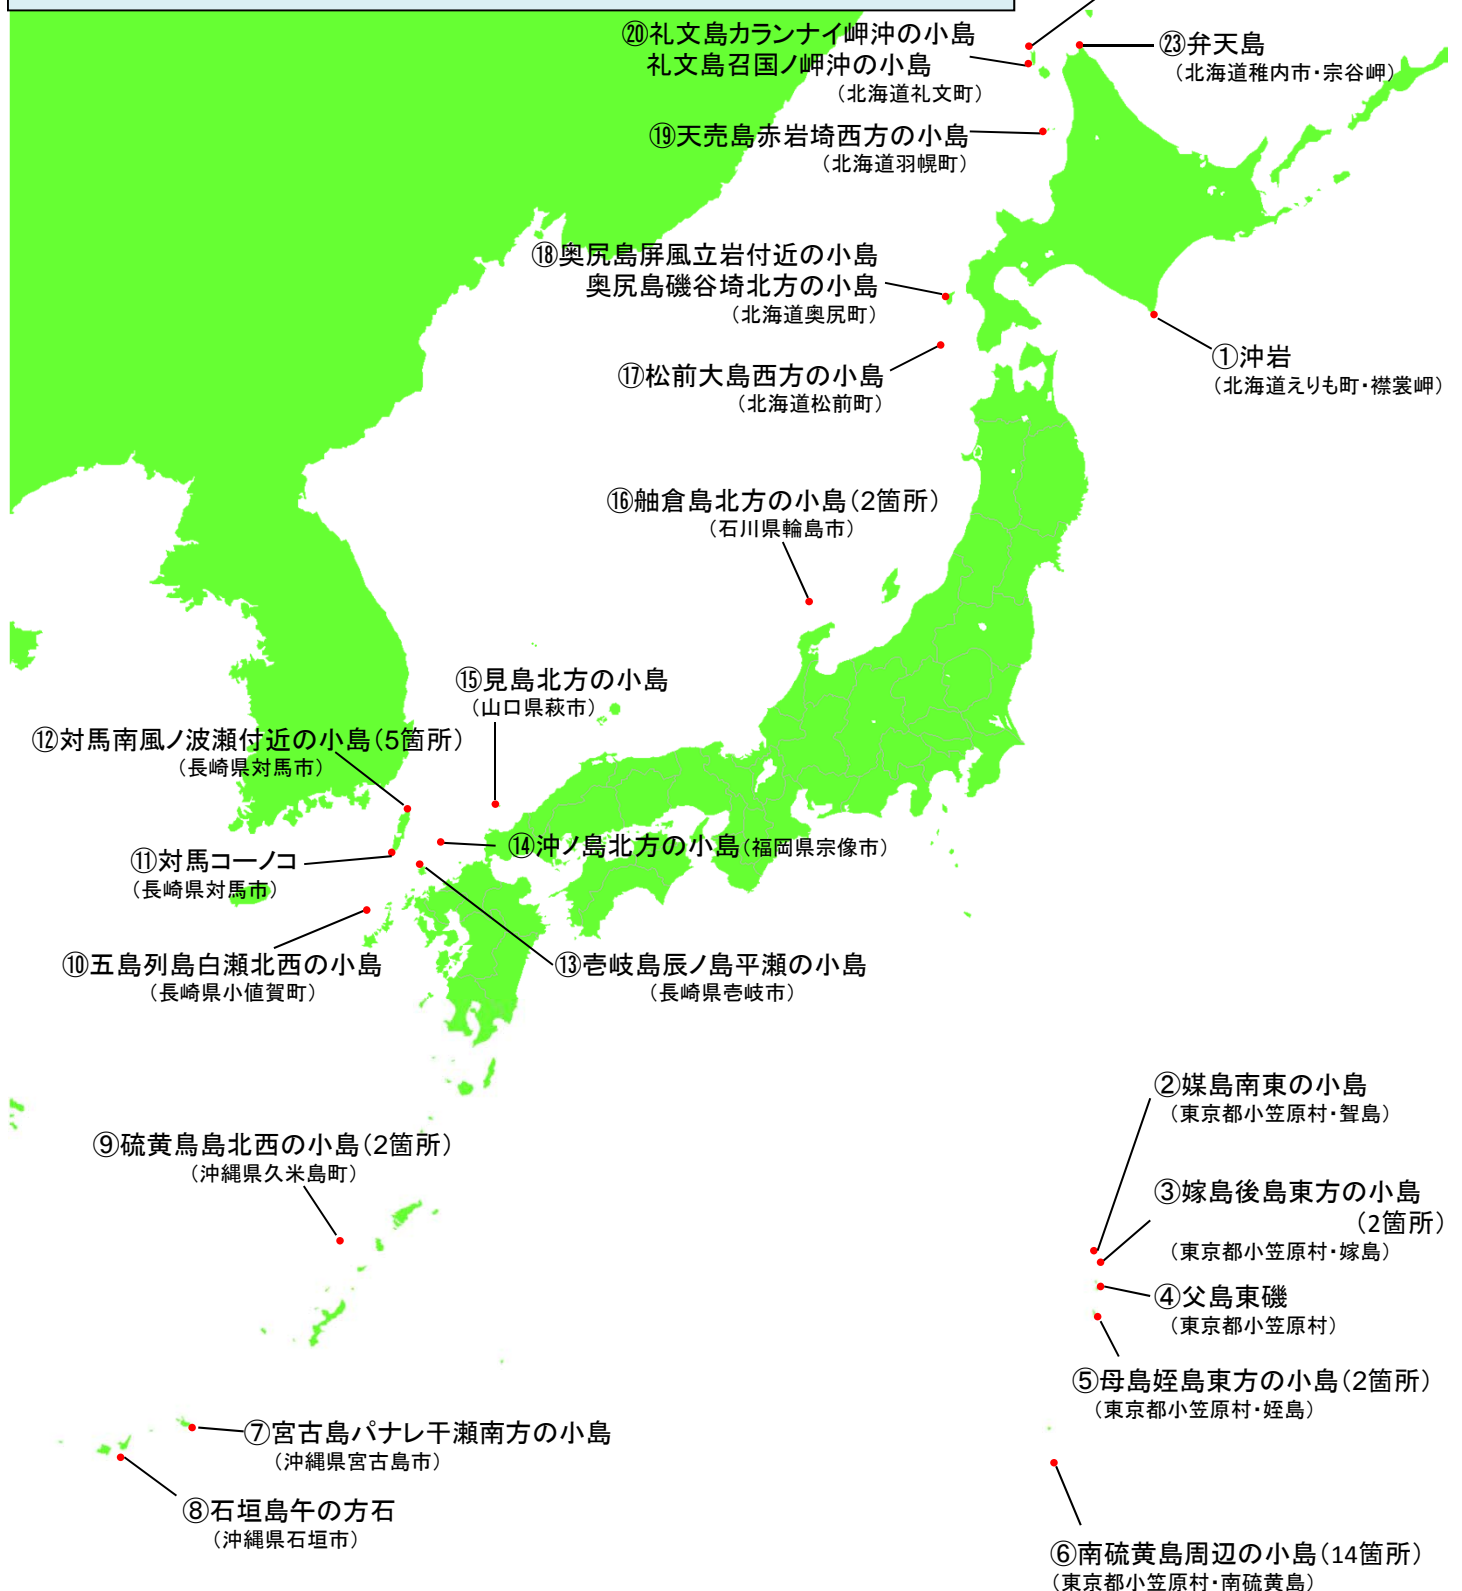 ⑳礼文島カランナイ岬沖の小島
礼文島召国ノ岬沖の小島
（北海道礼文町）
㉓弁天島
（北海道稚内市・宗谷岬）
⑲天売島赤岩埼西方の小島
（北海道羽幌町）
⑱奥尻島屏風立岩付近の小島
奥尻島磯谷埼北方の小島
（北海道奥尻町）
⑰松前大島西方の小島
（北海道松前町）
①沖岩
（北海道えりも町・襟裳岬）
⑯舳倉島北方の小島（2箇所）
（石川県輪島市）
⑮見島北方の小島
（山口県萩市）
⑫対馬南風ノ波瀬付近の小島（5箇所）
（長崎県対馬市）
⑭沖ノ島北方の小島（福岡県宗像市）
⑪対馬コーノコ
（長崎県対馬市）
⑩五島列島白瀬北西の小島
（長崎県小値賀町）
⑬壱岐島辰ノ島平瀬の小島
（長崎県壱岐市）
②媒島南東の小島
（東京都小笠原村・聟島）
⑨硫黄鳥島北西の小島（2箇所）
（沖縄県久米島町）
③嫁島後島東方の小島
（2箇所）
（東京都小笠原村・嫁島）
④父島東磯
（東京都小笠原村）
⑤母島姪島東方の小島（2箇所）
（東京都小笠原村・姪島）
⑦宮古島パナレ干瀬南方の小島
（沖縄県宮古島市）
⑧石垣島午の方石
（沖縄県石垣市）
⑥南硫黄島周辺の小島（14箇所）
（東京都小笠原村・南硫黄島）